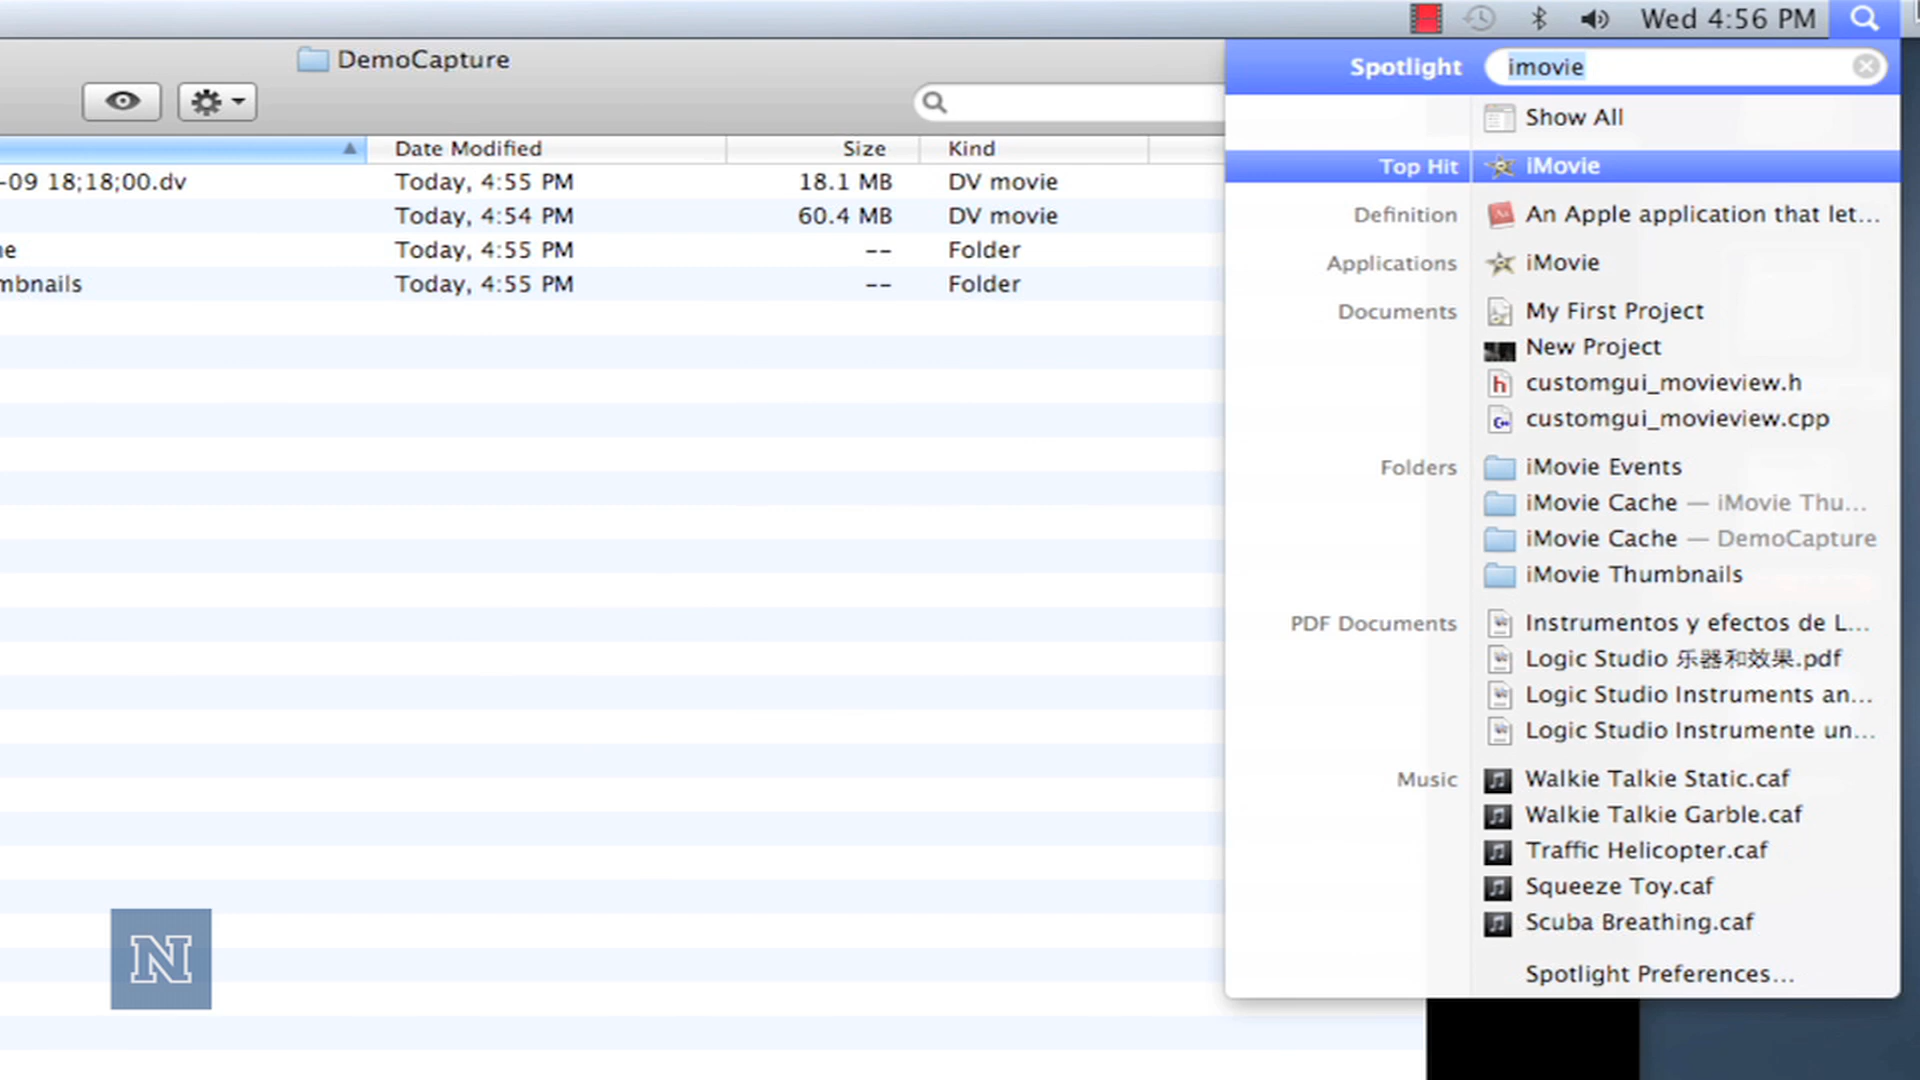 Wed 4:56 PM
DemoCapture
Spotlight imovie
Show All
Top Hit iMovie
Definition An Apple application that let...
Applications iMovie
Documents My First Project
New Project
customgui_movieview.h
customgui_movieview.cpp
Folders iMovie Events
iMovie Cache — iMovie Thu...
iMovie Cache — DemoCapture
iMovie Thumbnails
PDF Documents Instrumentos y efectos de L...
Logic Studio 乐器和效果.pdf
Logic Studio Instruments an...
Logic Studio Instrumente un...
Music Walkie Talkie Static.caf
Walkie Talkie Garble.caf
Traffic Helicopter.caf
Squeeze Toy.caf
Scuba Breathing.caf
Spotlight Preferences...
Date Modified Size Kind
-09 18;18;00.dv Today, 4:55 PM 18.1 MB DV movie
Today, 4:54 PM 60.4 MB DV movie
ne Today, 4:55 PM -- Folder
mbnails Today, 4:55 PM -- Folder
N